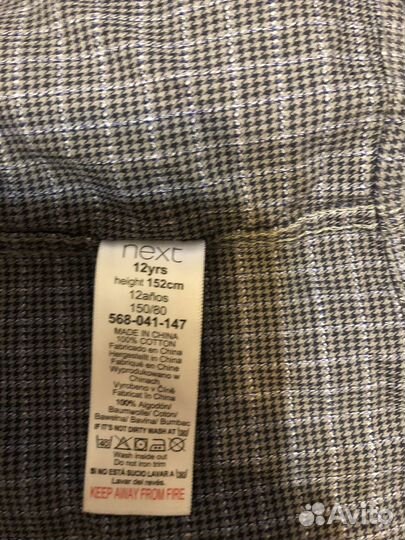 next
12yrs
height 152cm
12años
150/80
568-041-147
MADE IN CHINA
100% COTTON
Fabricado en China
Hergestellt in China
Fabriqué en Chine
Wyprodukowano w
Chinach
Vyrobeno v Číně
Fabricat în China
100% Algodón/
Baumwolle/ Coton/
Bawełna/ Bavlna/ Bumbac
IF IT'S NOT DIRTY WASH AT 30
40
Wash inside out
Do not iron trim
SI NO ESTÁ SUCIO LAVAR A 30
Lavar del revés.
KEEP AWAY FROM FIRE
Avito